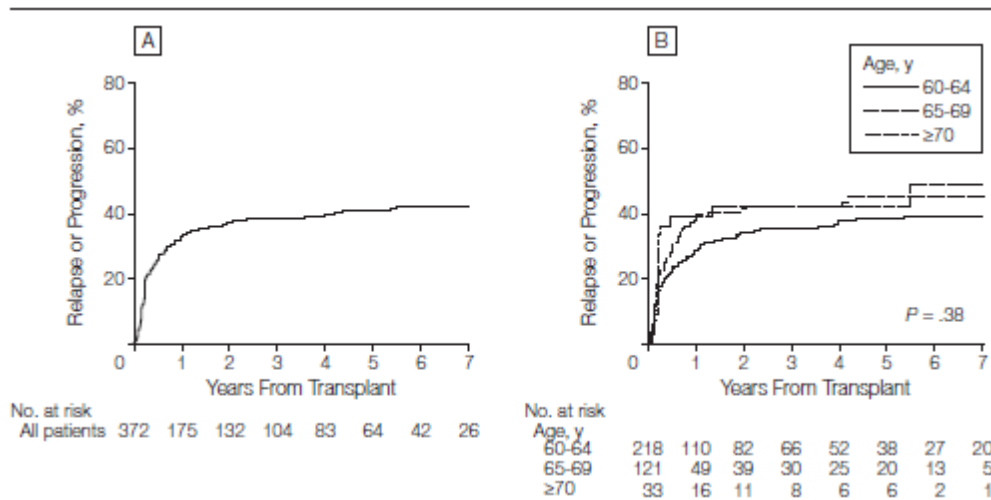 A
80
60
40
20
0
Relapse or Progression, %
0 1 2 3 4 5 6 7
Years From Transplant
No. at risk
All patients 372 175 132 104 83 64 42 26
B
Age, y
60-64
65-69
≥70
80
60
40
20
0
Relapse or Progression, %
P = .38
0 1 2 3 4 5 6 7
Years From Transplant
No. at risk
Age, y
60-64 218 110 82 66 52 38 27 20
65-69 121 49 39 30 25 20 13 5
≥70 33 16 11 8 6 6 2 1